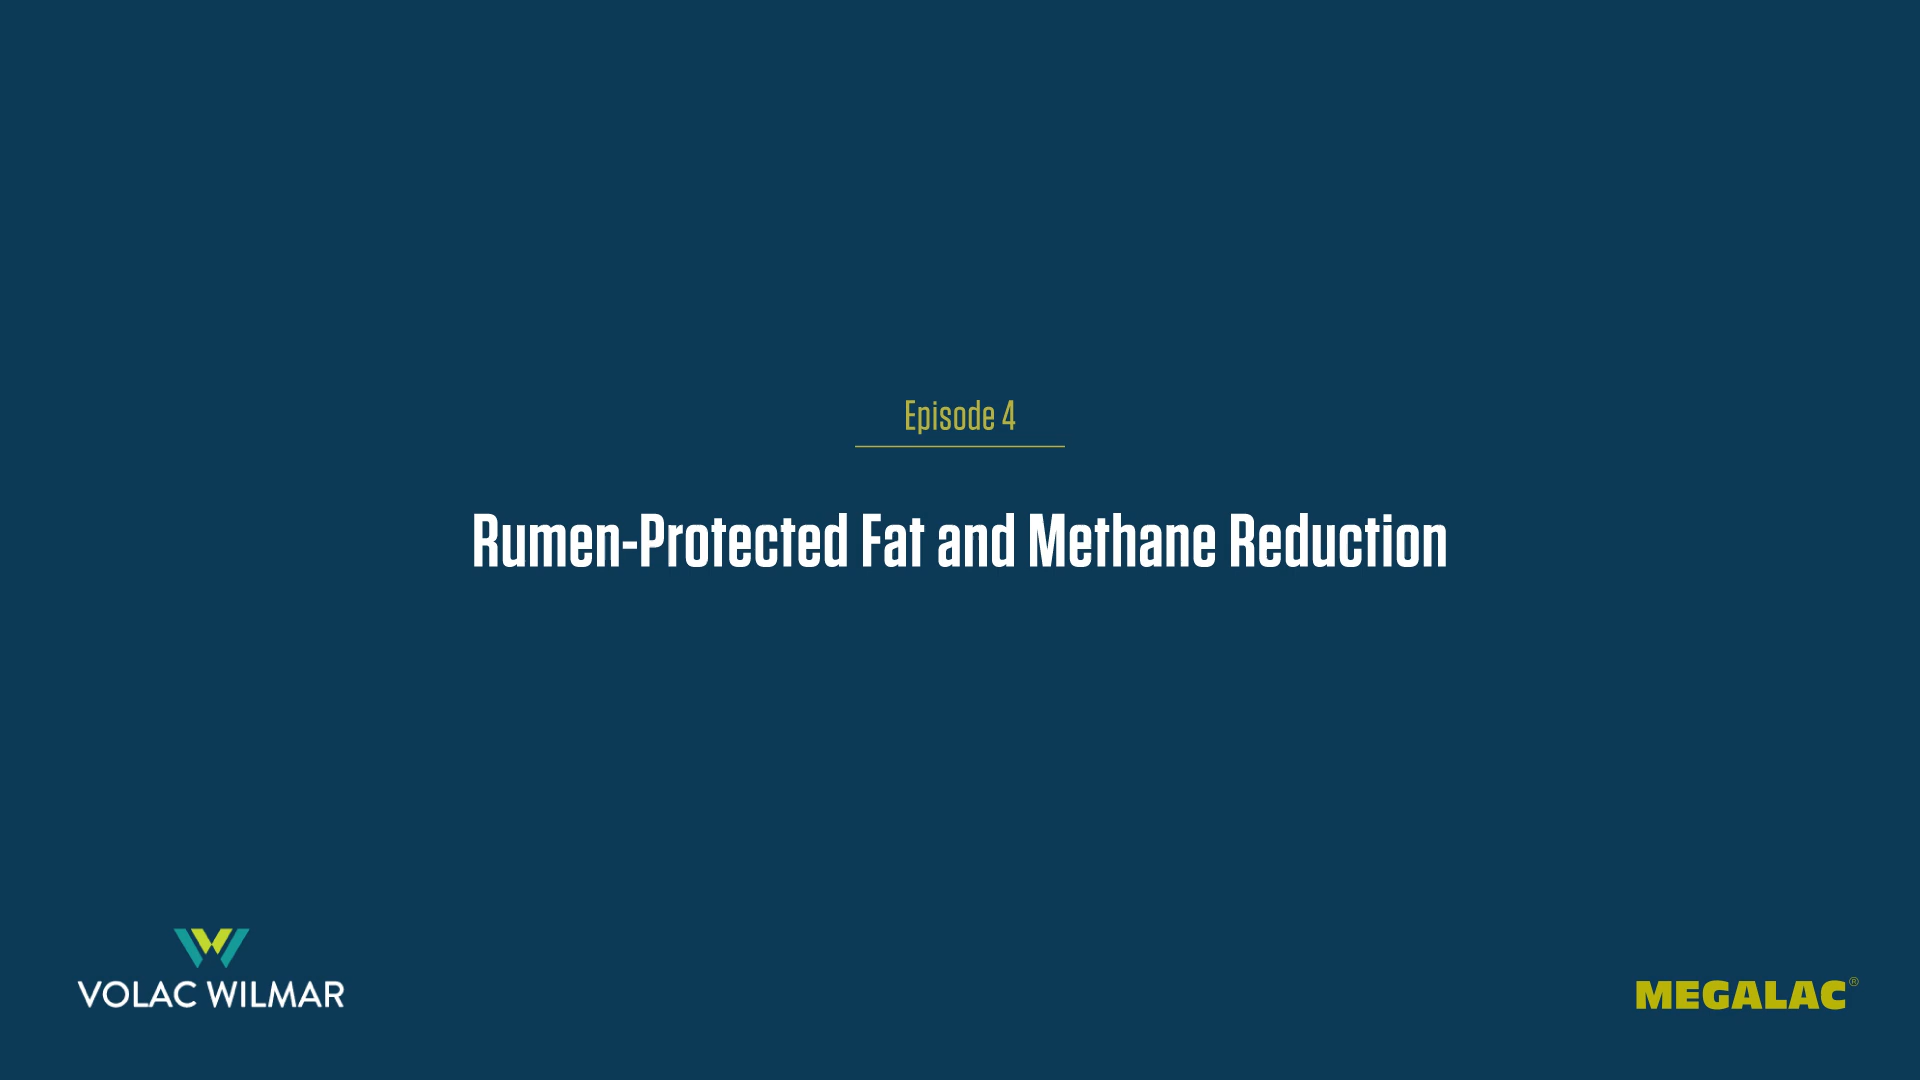 Episode 4
Rumen-Protected Fat and Methane Reduction
VOLAC WILMAR
MEGALAC®